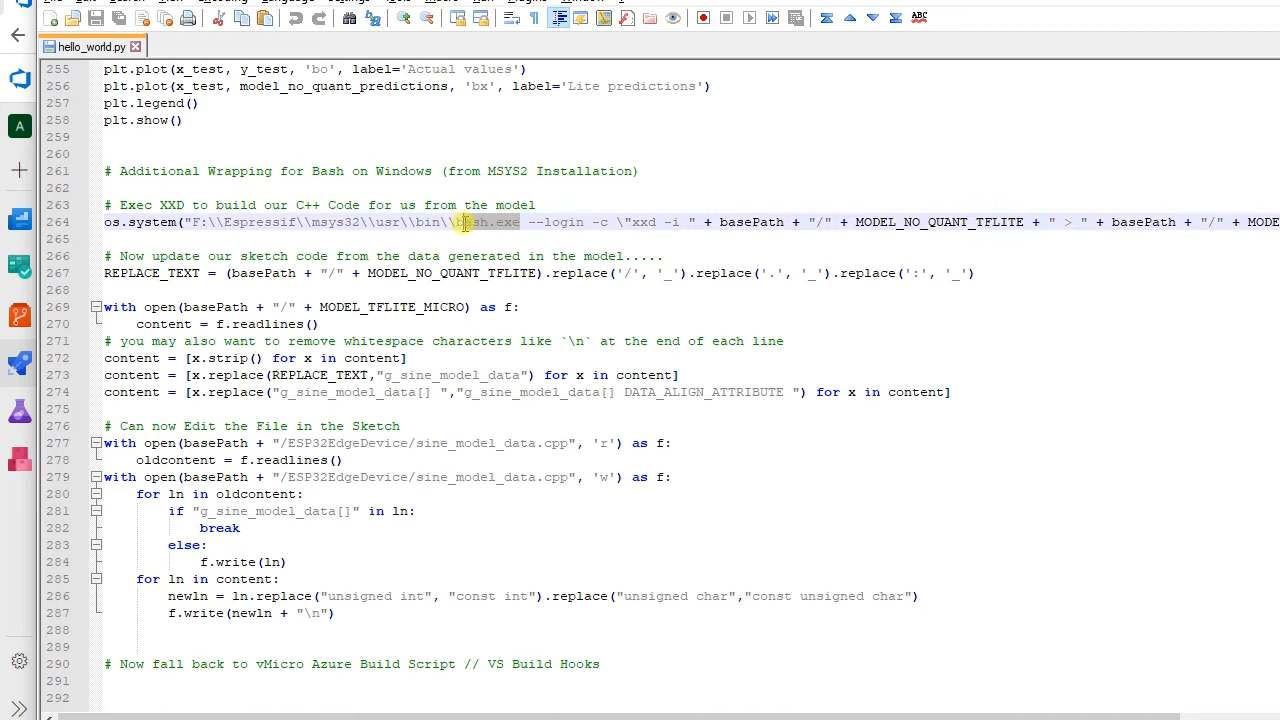 hello_world.py
A
255 plt.plot(x_test, y_test, 'bo', label='Actual values')
256 plt.plot(x_test, model_no_quant_predictions, 'bx', label='Lite predictions')
257 plt.legend()
258 plt.show()
259
260
261 # Additional Wrapping for Bash on Windows (from MSYS2 Installation)
262
263 # Exec XXD to build our C++ Code for us from the model
264 os.system("F:\\Espressif\\msys32\\usr\\bin\\bash.exe --login -c \"xxd -i " + basePath + "/" + MODEL_NO_QUANT_TFLITE + " > " + basePath + "/" + MODE
265
266 # Now update our sketch code from the data generated in the model.....
267 REPLACE_TEXT = (basePath + "/" + MODEL_NO_QUANT_TFLITE).replace('/', '_').replace('.', '_').replace(':', '_')
268
269 with open(basePath + "/" + MODEL_TFLITE_MICRO) as f:
270 content = f.readlines()
271 # you may also want to remove whitespace characters like `\n` at the end of each line
272 content = [x.strip() for x in content]
273 content = [x.replace(REPLACE_TEXT,"g_sine_model_data") for x in content]
274 content = [x.replace("g_sine_model_data[] ","g_sine_model_data[] DATA_ALIGN_ATTRIBUTE ") for x in content]
275
276 # Can now Edit the File in the Sketch
277 with open(basePath + "/ESP32EdgeDevice/sine_model_data.cpp", 'r') as f:
278 oldcontent = f.readlines()
279 with open(basePath + "/ESP32EdgeDevice/sine_model_data.cpp", 'w') as f:
280 for ln in oldcontent:
281 if "g_sine_model_data[]" in ln:
282 break
283 else:
284 f.write(ln)
285 for ln in content:
286 newln = ln.replace("unsigned int", "const int").replace("unsigned char","const unsigned char")
287 f.write(newln + "\n")
288
289
290 # Now fall back to vMicro Azure Build Script // VS Build Hooks
291
292